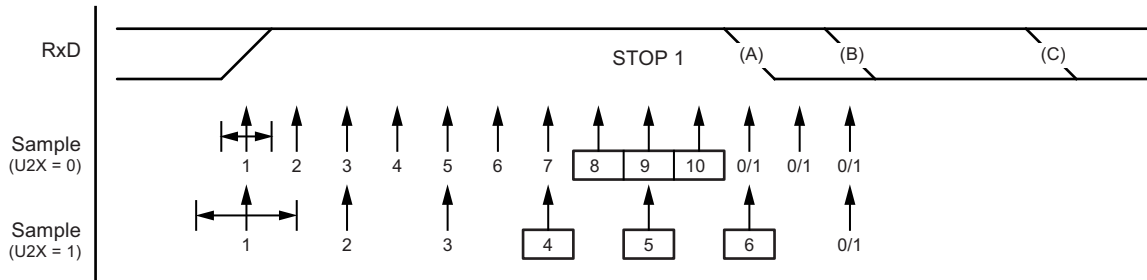 RxD
STOP 1 (A) (B) (C)
Sample
(U2X = 0)
1 2 3 4 5 6 7 8 9 10 0/1 0/1 0/1
Sample
(U2X = 1)
1 2 3 4 5 6 0/1